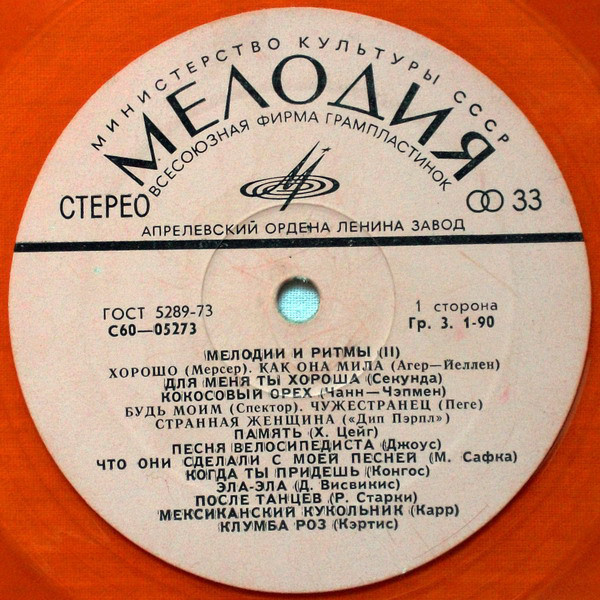 МИНИСТЕРСТВО КУЛЬТУРЫ СССР
МЕЛОДИЯ
ВСЕСОЮЗНАЯ ФИРМА ГРАМПЛАСТИНОК
СТЕРЕО
33
АПРЕЛЕВСКИЙ ОРДЕНА ЛЕНИНА ЗАВОД
ГОСТ 5289-73
С60—05273
1 сторона
Гр. 3. 1-90
МЕЛОДИИ И РИТМЫ (II)
ХОРОШО (Мерсер). КАК ОНА МИЛА (Агер—Йеллен)
ДЛЯ МЕНЯ ТЫ ХОРОША (Секунда)
КОКОСОВЫЙ ОРЕХ (Чанн—Чэпмен)
БУДЬ МОИМ (Спектор). ЧУЖЕСТРАНЕЦ (Пеге)
СТРАННАЯ ЖЕНЩИНА («Дип Пэрпл»)
ПАМЯТЬ (Х. Цейг)
ПЕСНЯ ВЕЛОСИПЕДИСТА (Джоус)
ЧТО ОНИ СДЕЛАЛИ С МОЕЙ ПЕСНЕЙ (М. Сафка)
КОГДА ТЫ ПРИДЕШЬ (Конгос)
ЭЛА-ЭЛА (Д. Висвикис)
ПОСЛЕ ТАНЦЕВ (Р. Старки)
МЕКСИКАНСКИЙ КУКОЛЬНИК (Карр)
КЛУМБА РОЗ (Кэртис)